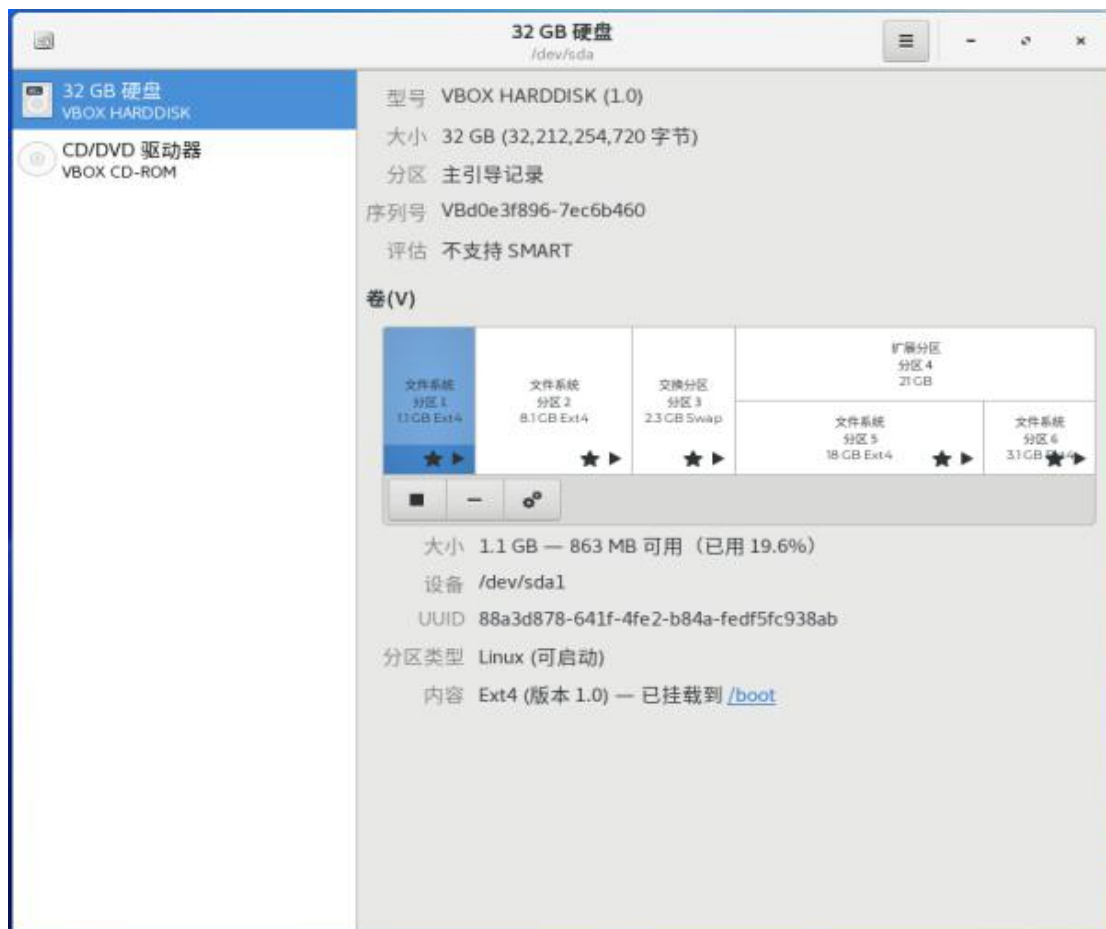 32 GB 硬盘
/dev/sda
32 GB 硬盘
VBOX HARDDISK
CD/DVD 驱动器
VBOX CD-ROM
型号 VBOX HARDDISK (1.0)
大小 32 GB (32,212,254,720 字节)
分区 主引导记录
序列号 VBd0e3f896-7ec6b460
评估 不支持 SMART
卷(V)
文件系统
分区 1
1.1 GB Ext4
文件系统
分区 2
8.1 GB Ext4
交换分区
分区 3
2.3 GB Swap
扩展分区
分区 4
21 GB
文件系统
分区 5
18 GB Ext4
文件系统
分区 6
3.1 GB
大小 1.1 GB — 863 MB 可用（已用 19.6%）
设备 /dev/sda1
UUID 88a3d878-641f-4fe2-b84a-fedf5fc938ab
分区类型 Linux (可启动)
内容 Ext4 (版本 1.0) — 已挂载到 /boot